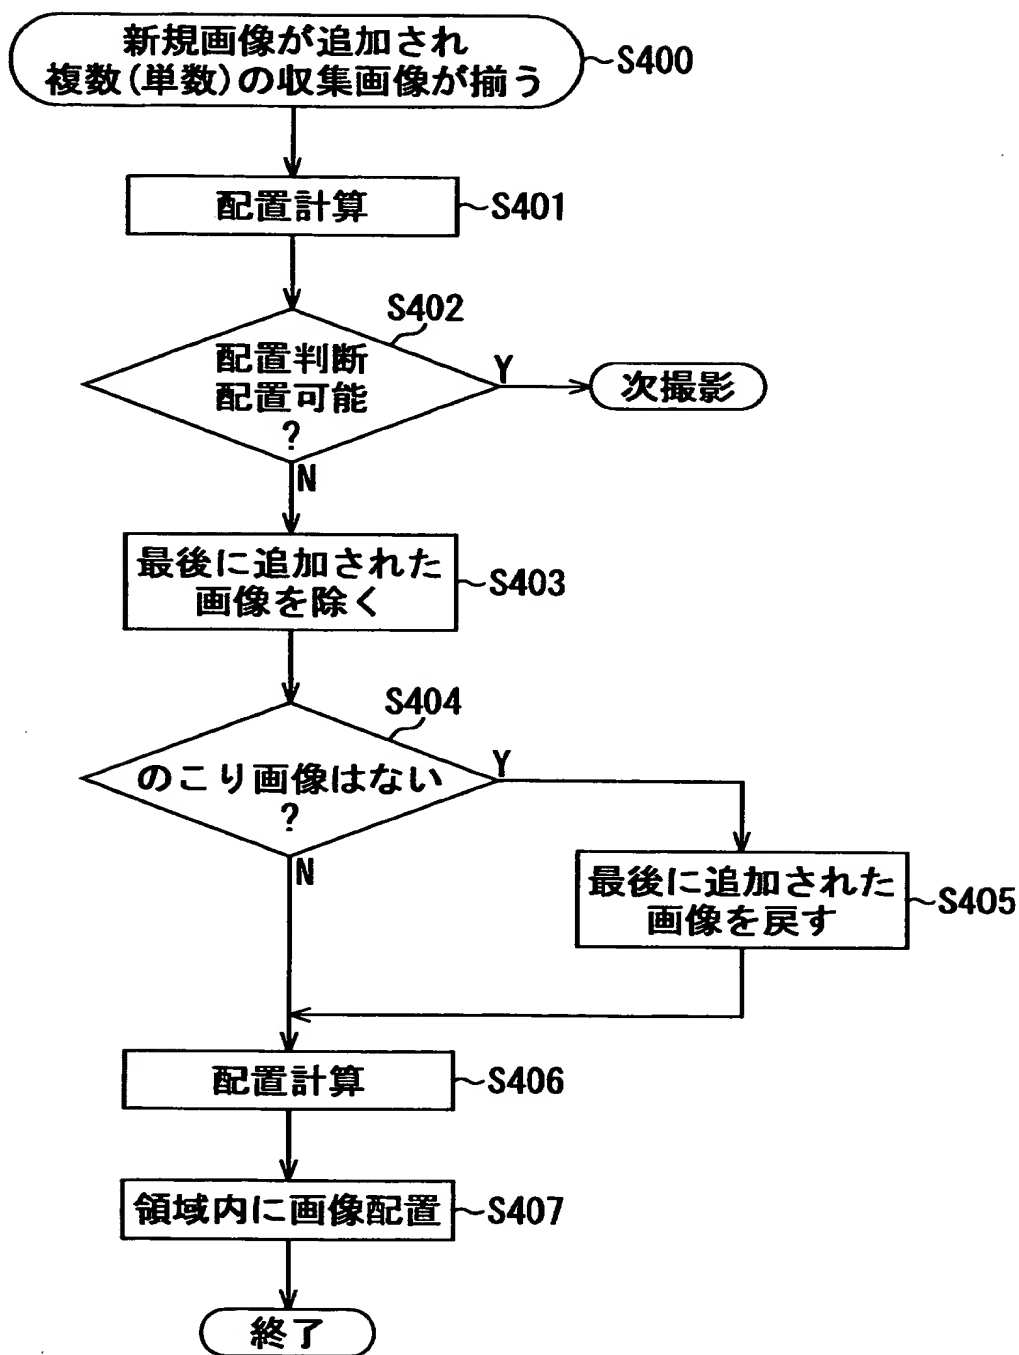 新規画像が追加され
複数(単数)の収集画像が揃う
S400
配置計算
S401
S402
配置判断
配置可能
?
Y
次撮影
N
最後に追加された
画像を除く
S403
S404
のこり画像はない
?
Y
N
最後に追加された
画像を戻す
S405
配置計算
S406
領域内に画像配置
S407
終了